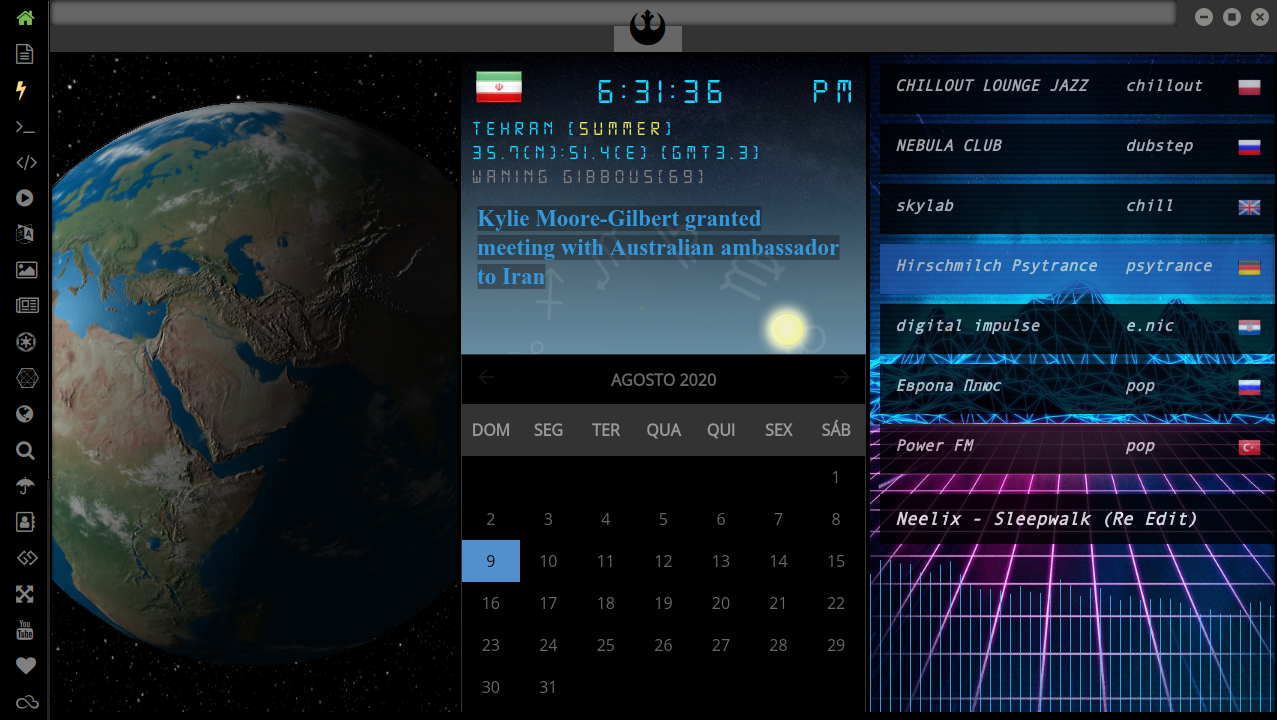 6:31:36 PM
TEHRAN (SUMMER)
35.7(N):51.4(E) (GMT3.3)
WANING GIBBOUS(69)
Kylie Moore-Gilbert granted
meeting with Australian ambassador
to Iran
AGOSTO 2020
DOM SEG TER QUA QUI SEX SÁB
1
2 3 4 5 6 7 8
9 10 11 12 13 14 15
16 17 18 19 20 21 22
23 24 25 26 27 28 29
30 31
CHILLOUT LOUNGE JAZZ chillout
NEBULA CLUB dubstep
skylab chill
Hirschmilch Psytrance psytrance
digital impulse e.nic
Европа Плюс pop
Power FM pop
Neelix - Sleepwalk (Re Edit)
You
Tube